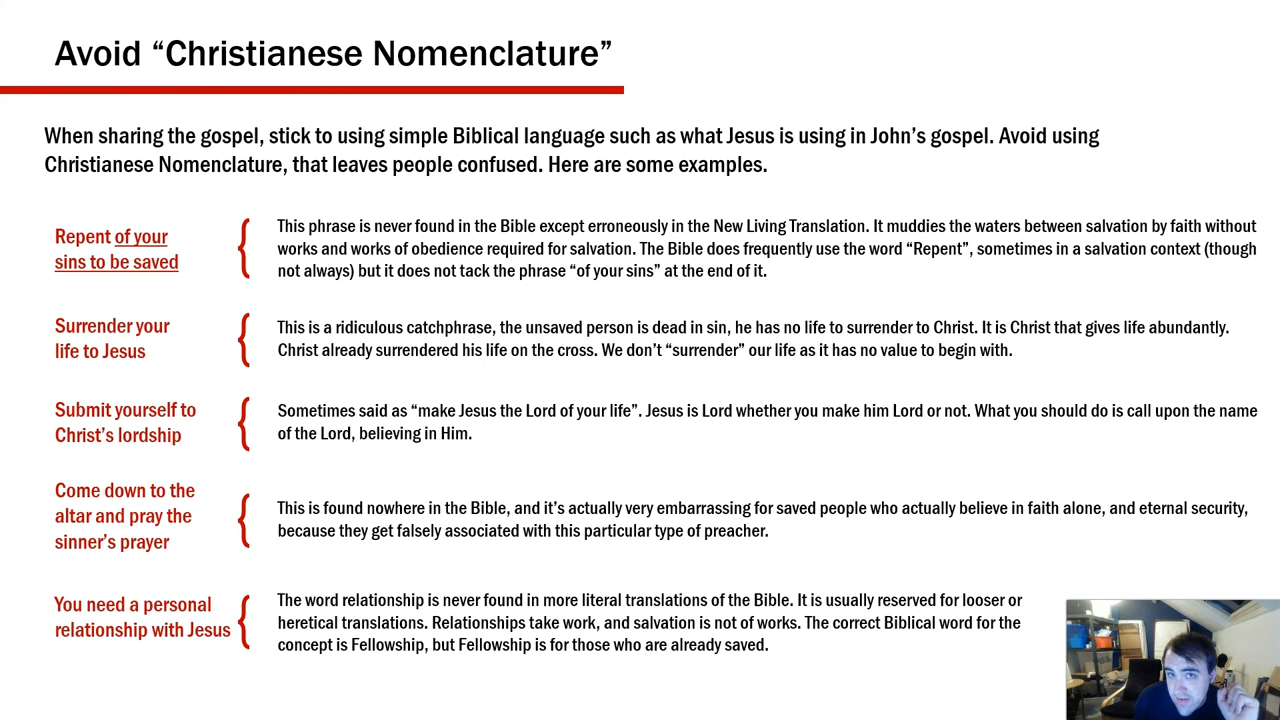 Avoid “Christianese Nomenclature”
When sharing the gospel, stick to using simple Biblical language such as what Jesus is using in John’s gospel. Avoid using
Christianese Nomenclature, that leaves people confused. Here are some examples.
Repent of your
sins to be saved
This phrase is never found in the Bible except erroneously in the New Living Translation. It muddies the waters between salvation by faith without
works and works of obedience required for salvation. The Bible does frequently use the word “Repent”, sometimes in a salvation context (though
not always) but it does not tack the phrase “of your sins” at the end of it.
Surrender your
life to Jesus
This is a ridiculous catchphrase, the unsaved person is dead in sin, he has no life to surrender to Christ. It is Christ that gives life abundantly.
Christ already surrendered his life on the cross. We don’t “surrender” our life as it has no value to begin with.
Submit yourself to
Christ’s lordship
Sometimes said as “make Jesus the Lord of your life”. Jesus is Lord whether you make him Lord or not. What you should do is call upon the name
of the Lord, believing in Him.
Come down to the
altar and pray the
sinner’s prayer
This is found nowhere in the Bible, and it’s actually very embarrassing for saved people who actually believe in faith alone, and eternal security,
because they get falsely associated with this particular type of preacher.
You need a personal
relationship with Jesus
The word relationship is never found in more literal translations of the Bible. It is usually reserved for looser or
heretical translations. Relationships take work, and salvation is not of works. The correct Biblical word for the
concept is Fellowship, but Fellowship is for those who are already saved.